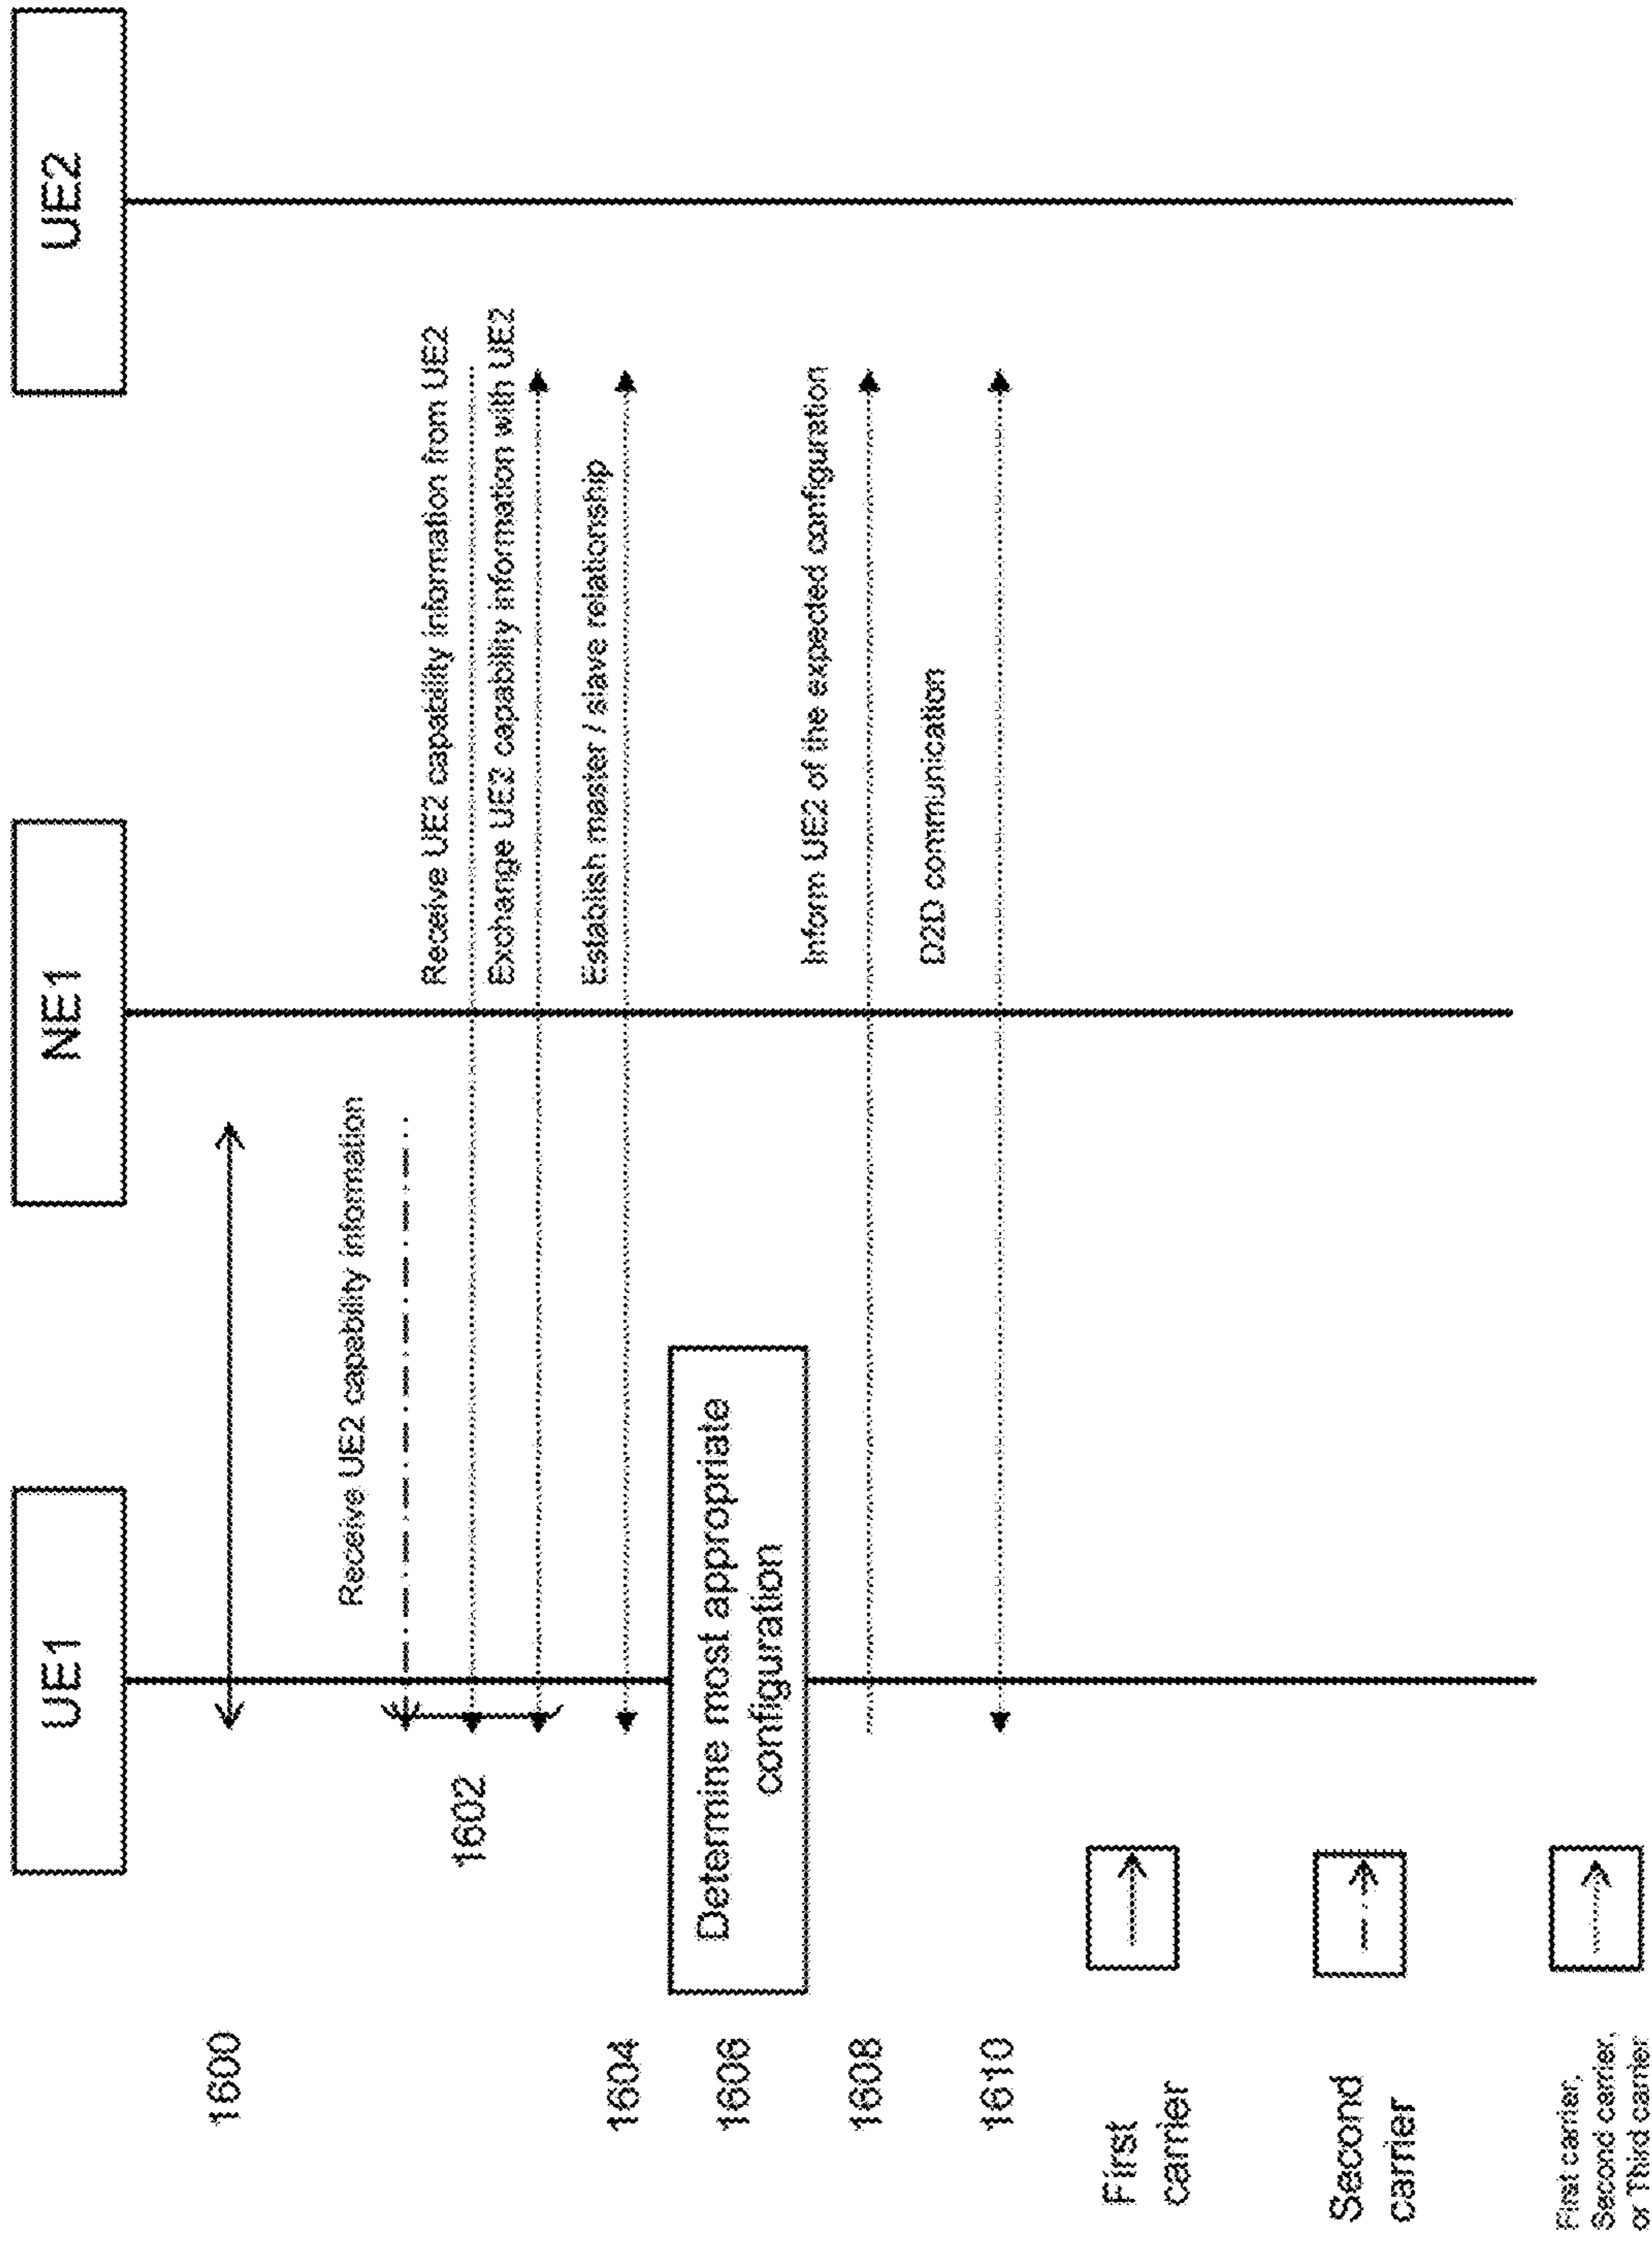 UE1
NE1
UE2
1600
Receive UE2 capability information
Receive UE2 capability information from UE2
1602
Exchange UE2 capability information with UE2
Establish master / slave relationship
1604
Determine most appropriate
configuration
1606
Inform UE2 of the expected configuration
1608
D2D communication
1610
First
carrier
Second
carrier
First carrier,
Second carrier,
or Third carrier